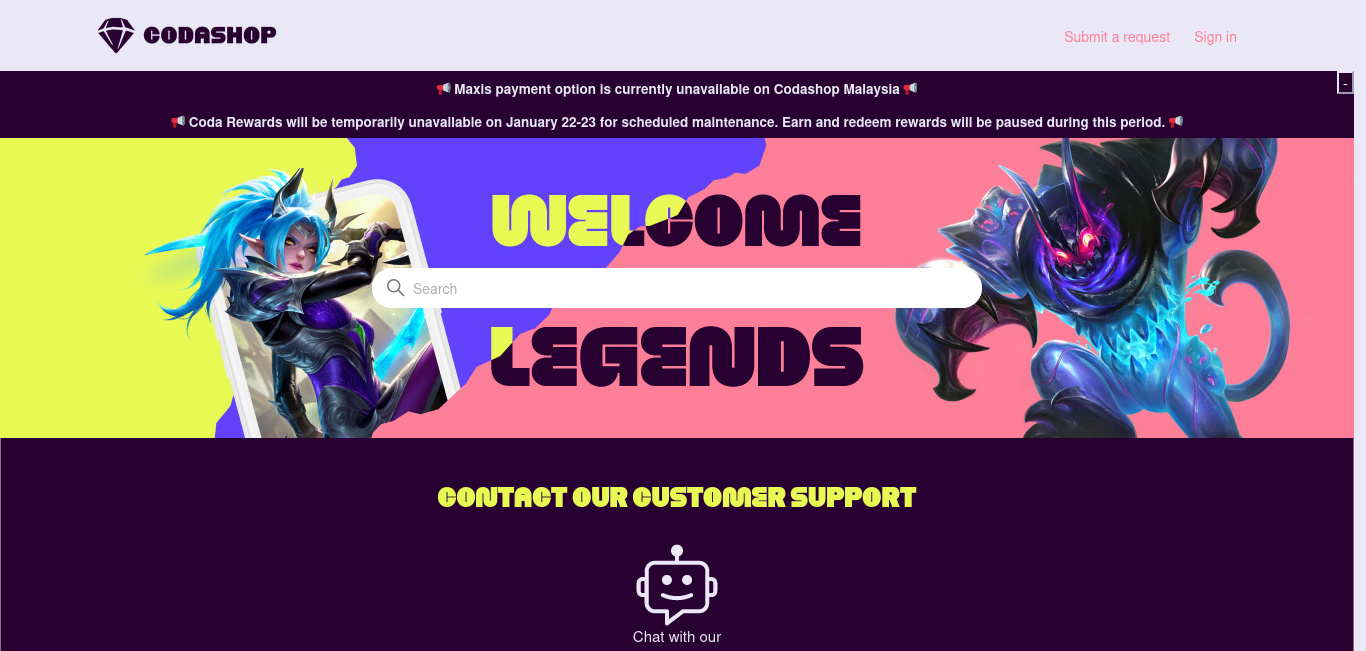 CODASHOP
Submit a request
Sign in
📢 Maxis payment option is currently unavailable on Codashop Malaysia 📢
-
📢 Coda Rewards will be temporarily unavailable on January 22-23 for scheduled maintenance. Earn and redeem rewards will be paused during this period. 📢
WELCOME
Search
LEGENDS
CONTACT OUR CUSTOMER SUPPORT
Chat with our